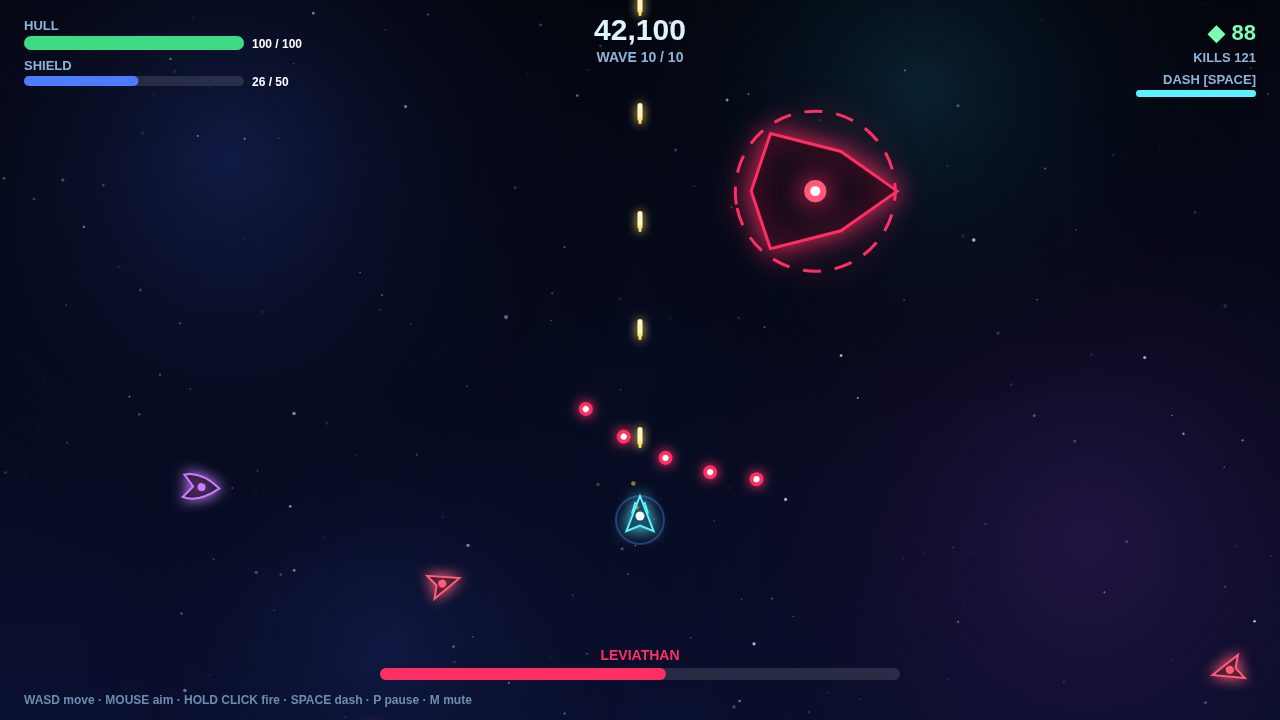 HULL
100 / 100
SHIELD
26 / 50
42,100
WAVE 10 / 10
88
KILLS 121
DASH [SPACE]
LEVIATHAN
WASD move · MOUSE aim · HOLD CLICK fire · SPACE dash · P pause · M mute